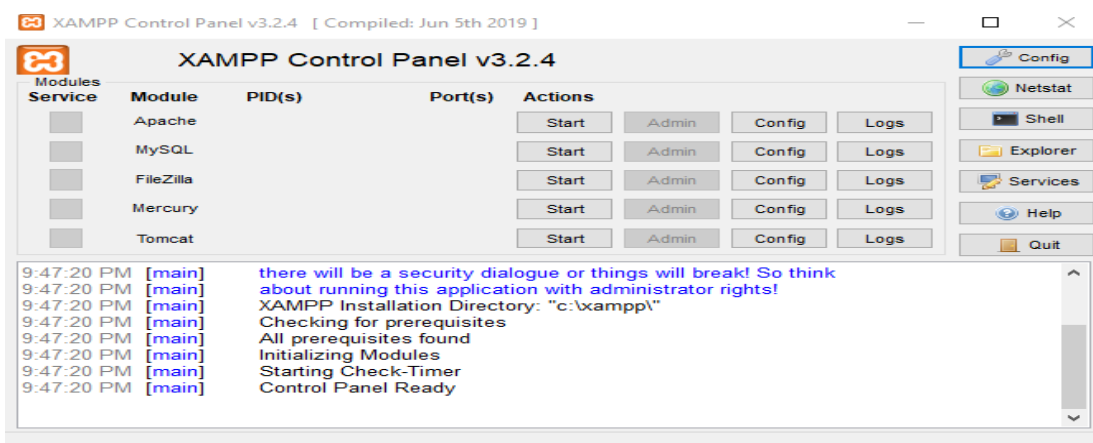 XAMPP Control Panel v3.2.4 [ Compiled: Jun 5th 2019 ]
XAMPP Control Panel v3.2.4
Config
Modules
Service Module PID(s) Port(s) Actions
Netstat
Apache Start Admin Config Logs
Shell
MySQL Start Admin Config Logs
Explorer
FileZilla Start Admin Config Logs
Services
Mercury Start Admin Config Logs
Help
Tomcat Start Admin Config Logs
Quit
9:47:20 PM [main] there will be a security dialogue or things will break! So think
9:47:20 PM [main] about running this application with administrator rights!
9:47:20 PM [main] XAMPP Installation Directory: "c:\xampp\"
9:47:20 PM [main] Checking for prerequisites
9:47:20 PM [main] All prerequisites found
9:47:20 PM [main] Initializing Modules
9:47:20 PM [main] Starting Check-Timer
9:47:20 PM [main] Control Panel Ready